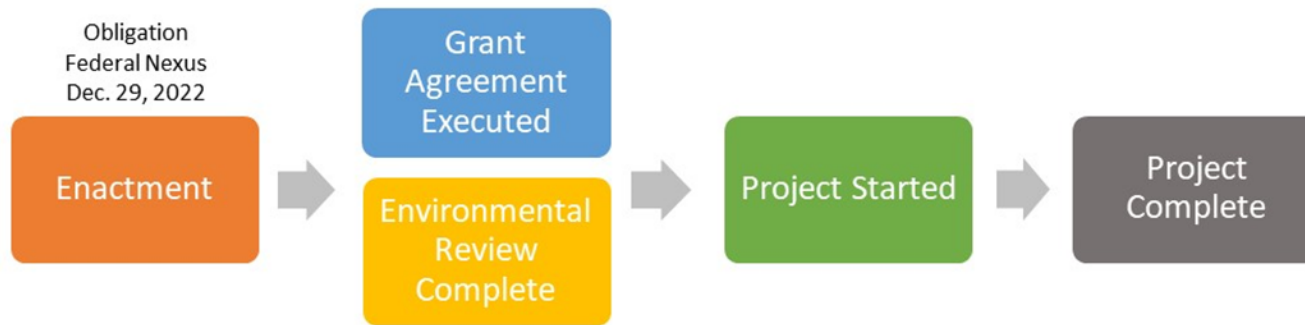 Obligation
Federal Nexus
Dec. 29, 2022
Enactment
Grant
Agreement
Executed
Environmental
Review
Complete
Project Started
Project
Complete